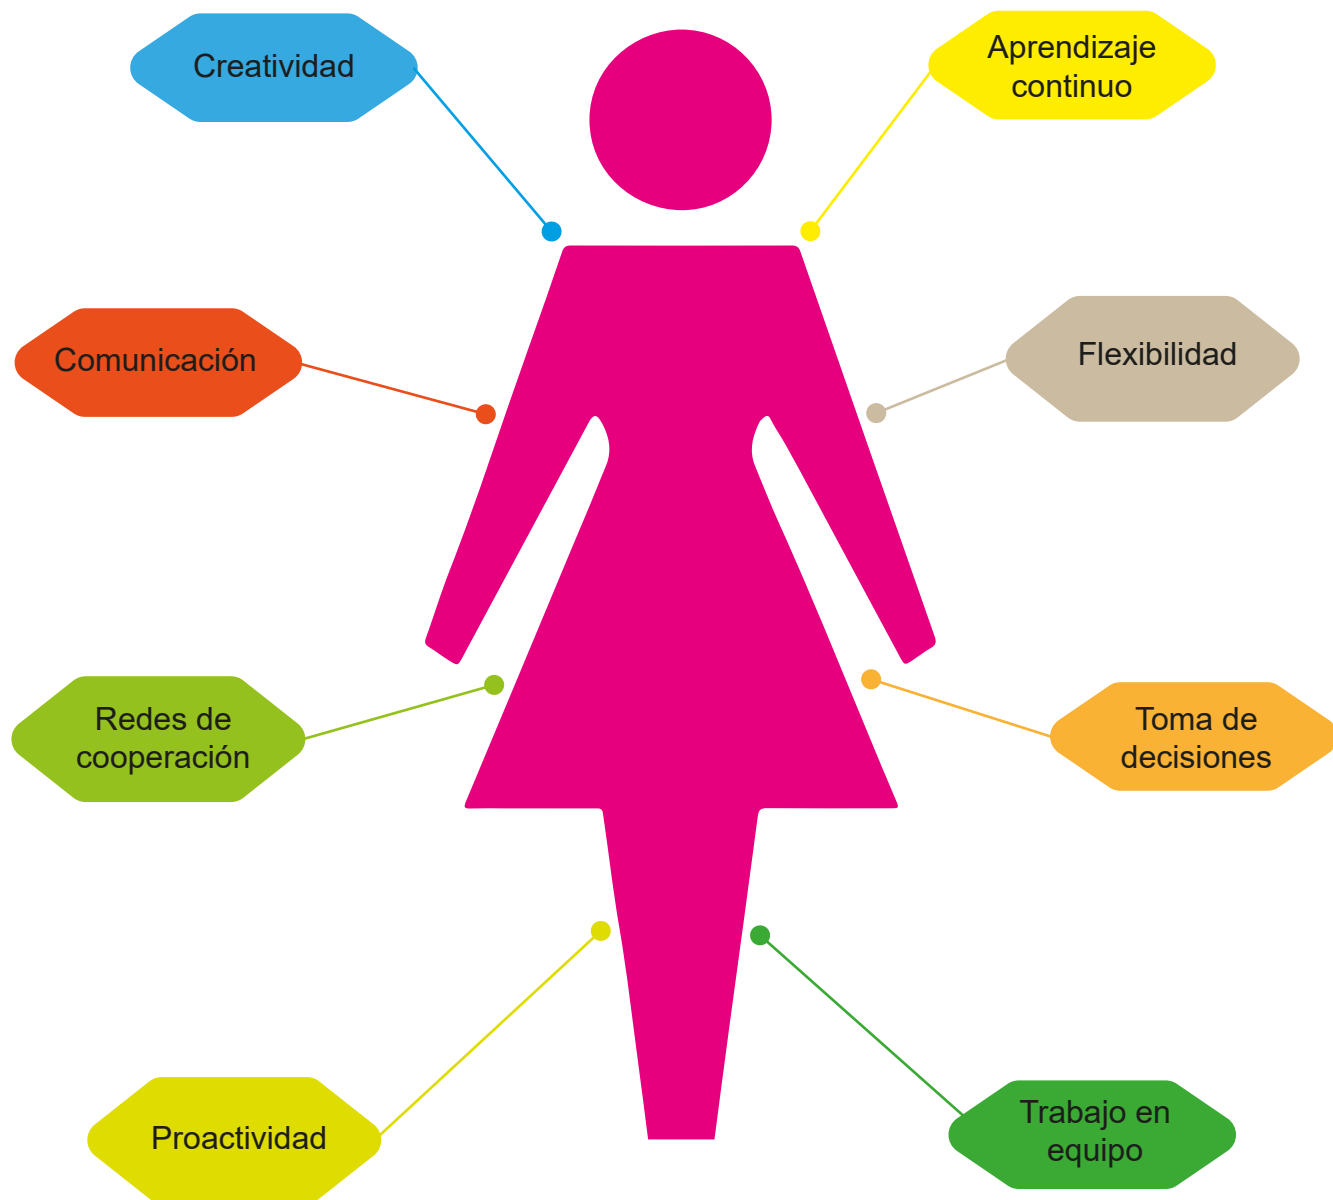 Creatividad
Aprendizaje
continuo
Comunicación
Flexibilidad
Redes de
cooperación
Toma de
decisiones
Proactividad
Trabajo en
equipo